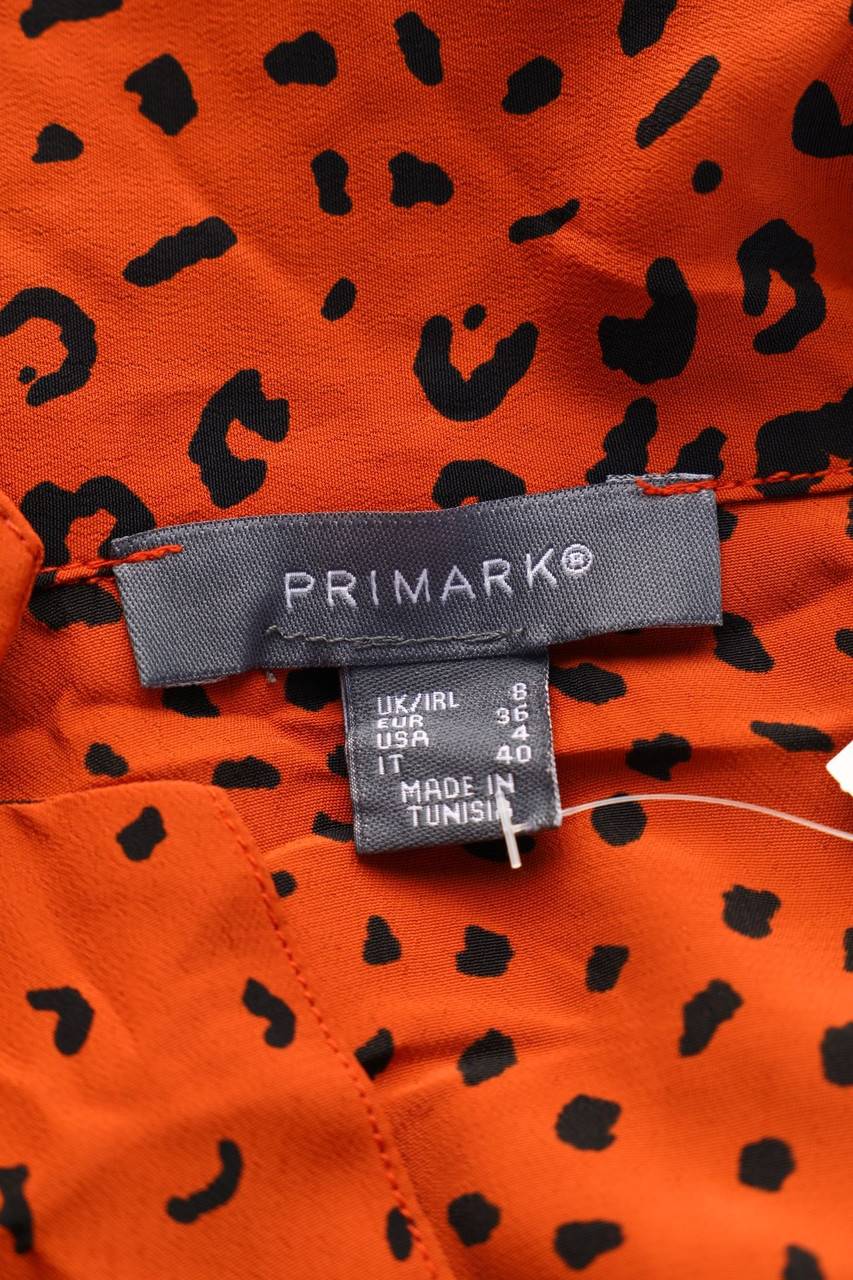 PRIMARK®
UK/IRL 8
EUR 36
USA 4
IT 40
MADE IN
TUNISIA